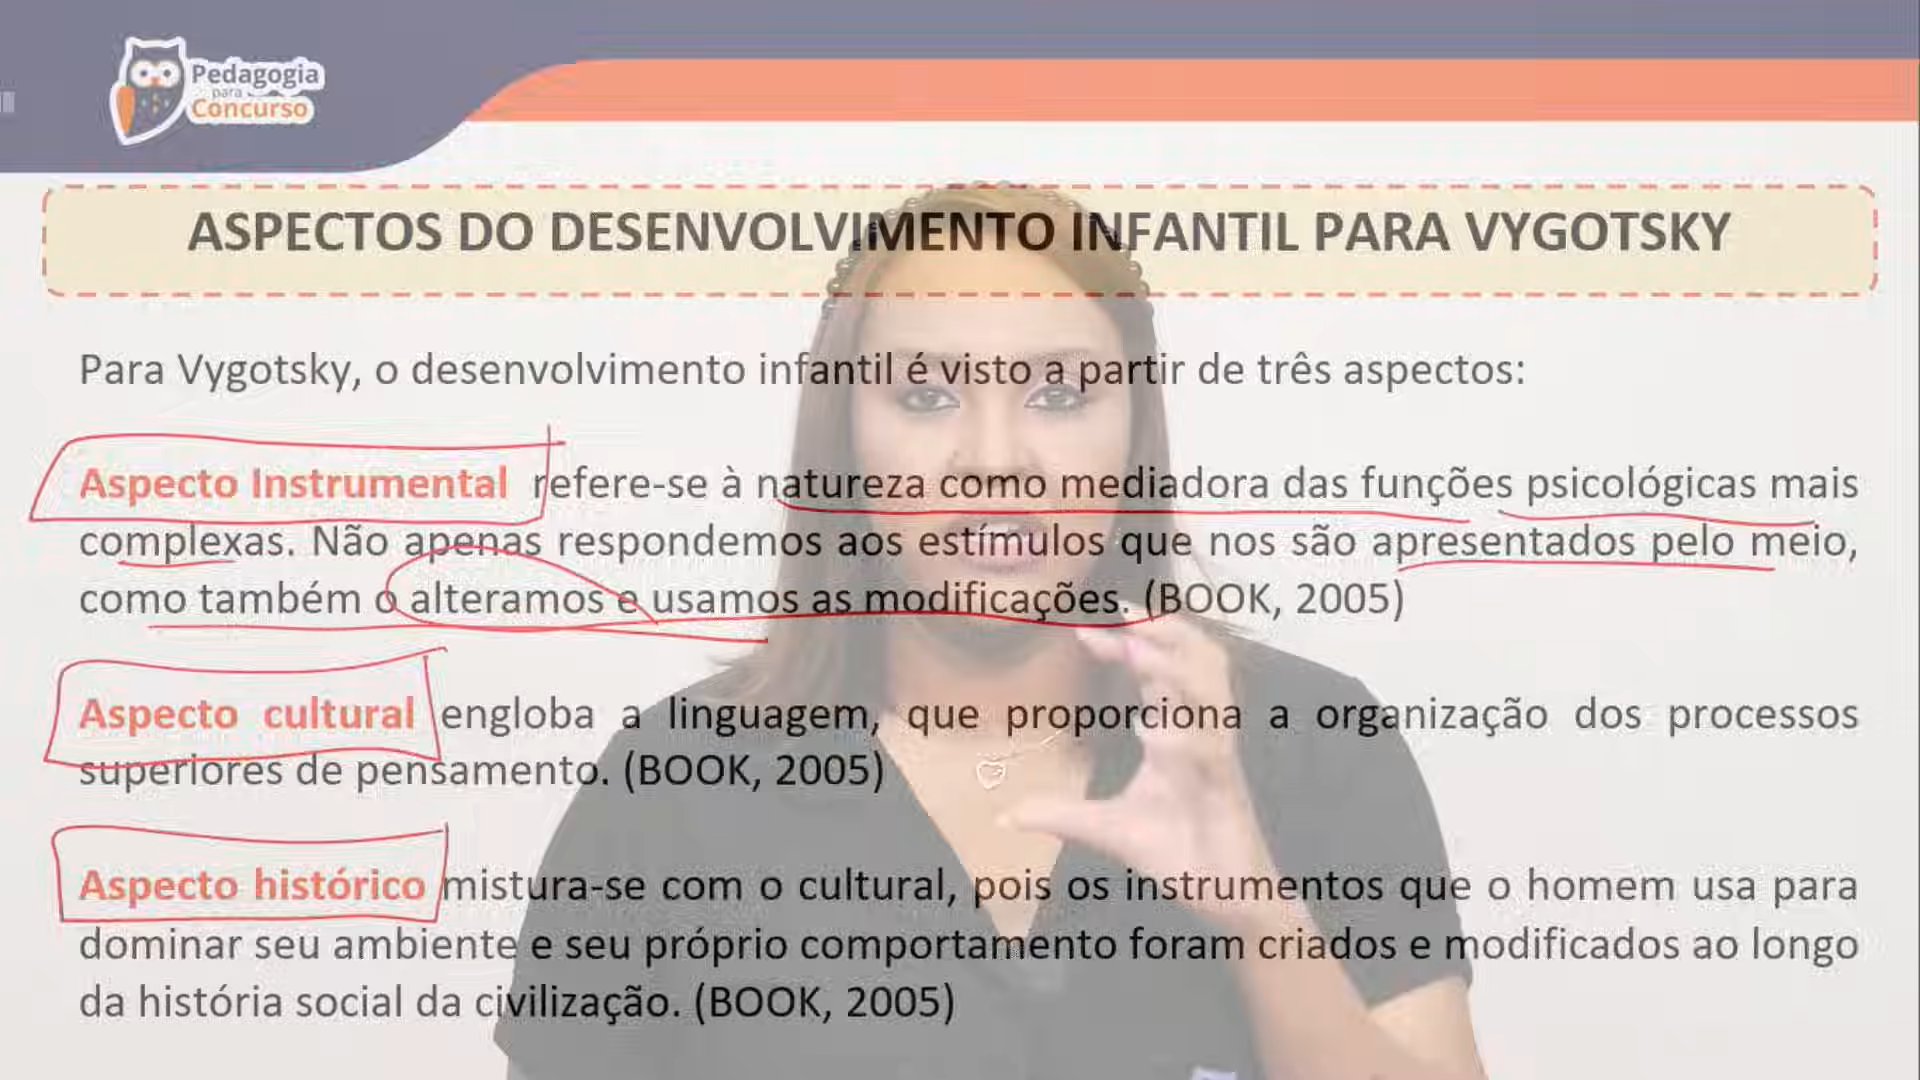 Pedagogia
para
Concurso
ASPECTOS DO DESENVOLVIMENTO INFANTIL PARA VYGOTSKY
Para Vygotsky, o desenvolvimento infantil é visto a partir de três aspectos:
Aspecto Instrumental refere-se à natureza como mediadora das funções psicológicas mais
complexas. Não apenas respondemos aos estímulos que nos são apresentados pelo meio,
como também o alteramos e usamos as modificações. (BOOK, 2005)
Aspecto cultural engloba a linguagem, que proporciona a organização dos processos
superiores de pensamento. (BOOK, 2005)
Aspecto histórico mistura-se com o cultural, pois os instrumentos que o homem usa para
dominar seu ambiente e seu próprio comportamento foram criados e modificados ao longo
da história social da civilização. (BOOK, 2005)